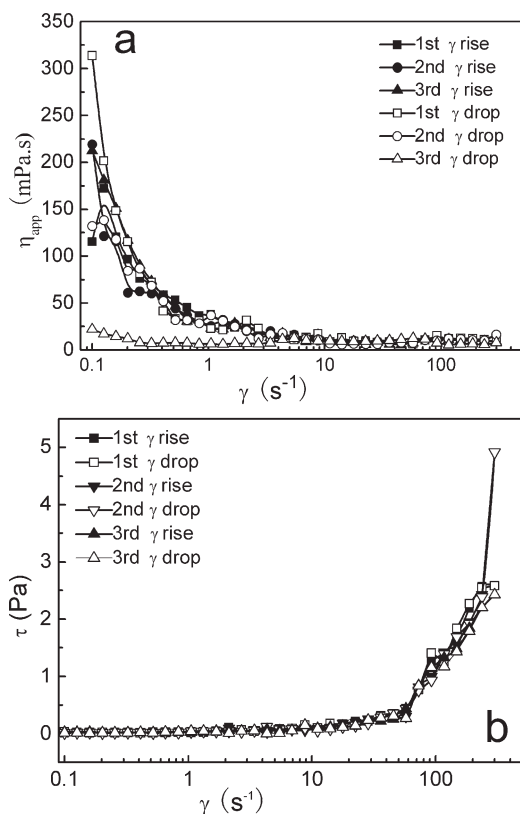 a
350
300
250
200
150
100
50
0
η_app (mPa.s)
1st γ rise
2nd γ rise
3rd γ rise
1st γ drop
2nd γ drop
3rd γ drop
0.1
1
10
100
γ (s⁻¹)
5
4
3
2
1
0
τ (Pa)
1st γ rise
1st γ drop
2nd γ rise
2nd γ drop
3rd γ rise
3rd γ drop
b
0.1
1
10
100
γ (s⁻¹)